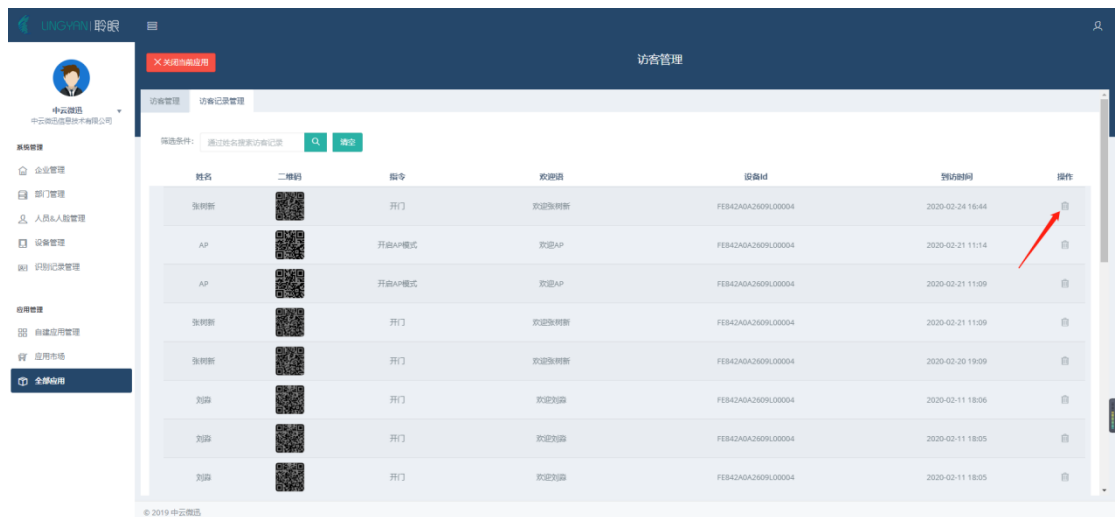 LINGYAN|聆眼
× 关闭当前应用
访客管理
中云微迅
中云微迅信息技术有限公司
系统管理
企业管理
部门管理
人员&人脸管理
设备管理
识别记录管理
应用管理
自建应用管理
应用市场
全部应用
访客管理 访客记录管理
筛选条件： 通过姓名搜索访客记录 清空
姓名 二维码 指令 欢迎语 设备Id 到访时间 操作
张树新 开门 欢迎张树新 FE842A0A2609L00004 2020-02-24 16:44
AP 开启AP模式 欢迎AP FE842A0A2609L00004 2020-02-21 11:14
AP 开启AP模式 欢迎AP FE842A0A2609L00004 2020-02-21 11:09
张树新 开门 欢迎张树新 FE842A0A2609L00004 2020-02-21 11:09
张树新 开门 欢迎张树新 FE842A0A2609L00004 2020-02-20 19:09
刘淼 开门 欢迎刘淼 FE842A0A2609L00004 2020-02-11 18:06
刘淼 开门 欢迎刘淼 FE842A0A2609L00004 2020-02-11 18:05
刘淼 开门 欢迎刘淼 FE842A0A2609L00004 2020-02-11 18:05
© 2019 中云微迅